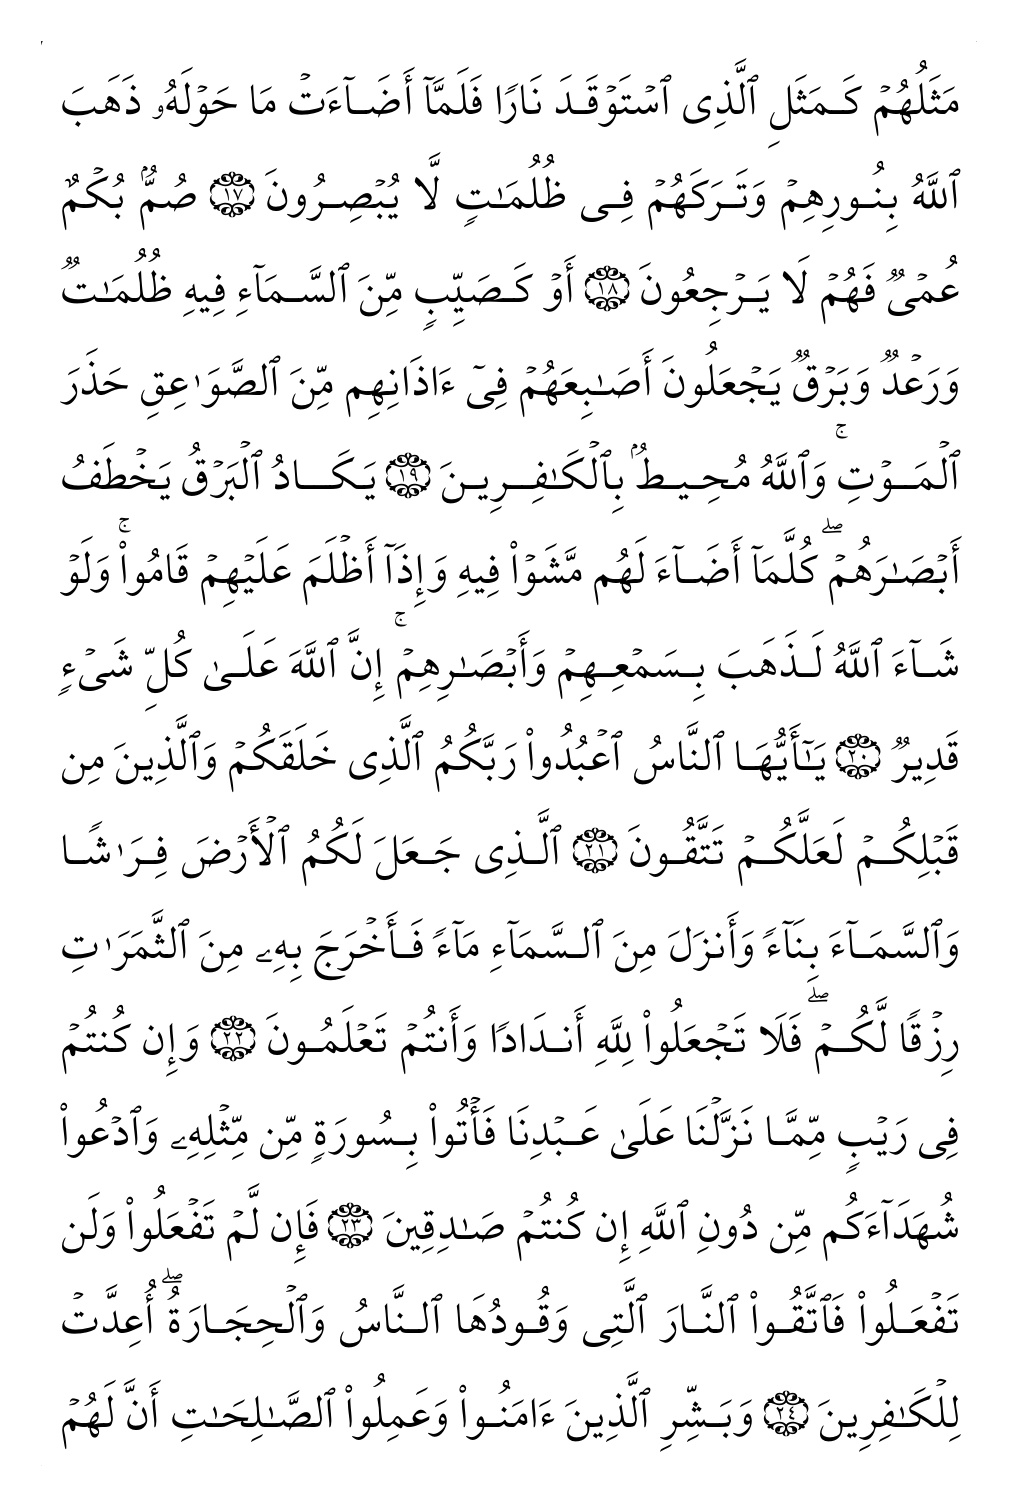 مَثَلُهُمۡ كَمَثَلِ ٱلَّذِي ٱسۡتَوۡقَدَ نَارٗا فَلَمَّآ أَضَآءَتۡ مَا حَوۡلَهُۥ ذَهَبَ
ٱللَّهُ بِنُورِهِمۡ وَتَرَكَهُمۡ فِي ظُلُمَٰتٖ لَّا يُبۡصِرُونَ ١٧ صُمُّۢ بُكۡمٌ
عُمۡيٞ فَهُمۡ لَا يَرۡجِعُونَ ١٨ أَوۡ كَصَيِّبٖ مِّنَ ٱلسَّمَآءِ فِيهِ ظُلُمَٰتٞ
وَرَعۡدٞ وَبَرۡقٞ يَجۡعَلُونَ أَصَٰبِعَهُمۡ فِيٓ ءَاذَانِهِم مِّنَ ٱلصَّوَٰعِقِ حَذَرَ
ٱلۡمَوۡتِۚ وَٱللَّهُ مُحِيطُۢ بِٱلۡكَٰفِرِينَ ١٩ يَكَادُ ٱلۡبَرۡقُ يَخۡطَفُ
أَبۡصَٰرَهُمۡۖ كُلَّمَآ أَضَآءَ لَهُم مَّشَوۡاْ فِيهِ وَإِذَآ أَظۡلَمَ عَلَيۡهِمۡ قَامُواْۚ وَلَوۡ
شَآءَ ٱللَّهُ لَذَهَبَ بِسَمۡعِهِمۡ وَأَبۡصَٰرِهِمۡۚ إِنَّ ٱللَّهَ عَلَىٰ كُلِّ شَيۡءٖ
قَدِيرٞ ٢٠ يَٰٓأَيُّهَا ٱلنَّاسُ ٱعۡبُدُواْ رَبَّكُمُ ٱلَّذِي خَلَقَكُمۡ وَٱلَّذِينَ مِن
قَبۡلِكُمۡ لَعَلَّكُمۡ تَتَّقُونَ ٢١ ٱلَّذِي جَعَلَ لَكُمُ ٱلۡأَرۡضَ فِرَٰشٗا
وَٱلسَّمَآءَ بِنَآءٗ وَأَنزَلَ مِنَ ٱلسَّمَآءِ مَآءٗ فَأَخۡرَجَ بِهِۦ مِنَ ٱلثَّمَرَٰتِ
رِزۡقٗا لَّكُمۡۖ فَلَا تَجۡعَلُواْ لِلَّهِ أَندَادٗا وَأَنتُمۡ تَعۡلَمُونَ ٢٢ وَإِن كُنتُمۡ
فِي رَيۡبٖ مِّمَّا نَزَّلۡنَا عَلَىٰ عَبۡدِنَا فَأۡتُواْ بِسُورَةٖ مِّن مِّثۡلِهِۦ وَٱدۡعُواْ
شُهَدَآءَكُم مِّن دُونِ ٱللَّهِ إِن كُنتُمۡ صَٰدِقِينَ ٢٣ فَإِن لَّمۡ تَفۡعَلُواْ وَلَن
تَفۡعَلُواْ فَٱتَّقُواْ ٱلنَّارَ ٱلَّتِي وَقُودُهَا ٱلنَّاسُ وَٱلۡحِجَارَةُۖ أُعِدَّتۡ
لِلۡكَٰفِرِينَ ٢٤ وَبَشِّرِ ٱلَّذِينَ ءَامَنُواْ وَعَمِلُواْ ٱلصَّٰلِحَٰتِ أَنَّ لَهُمۡ